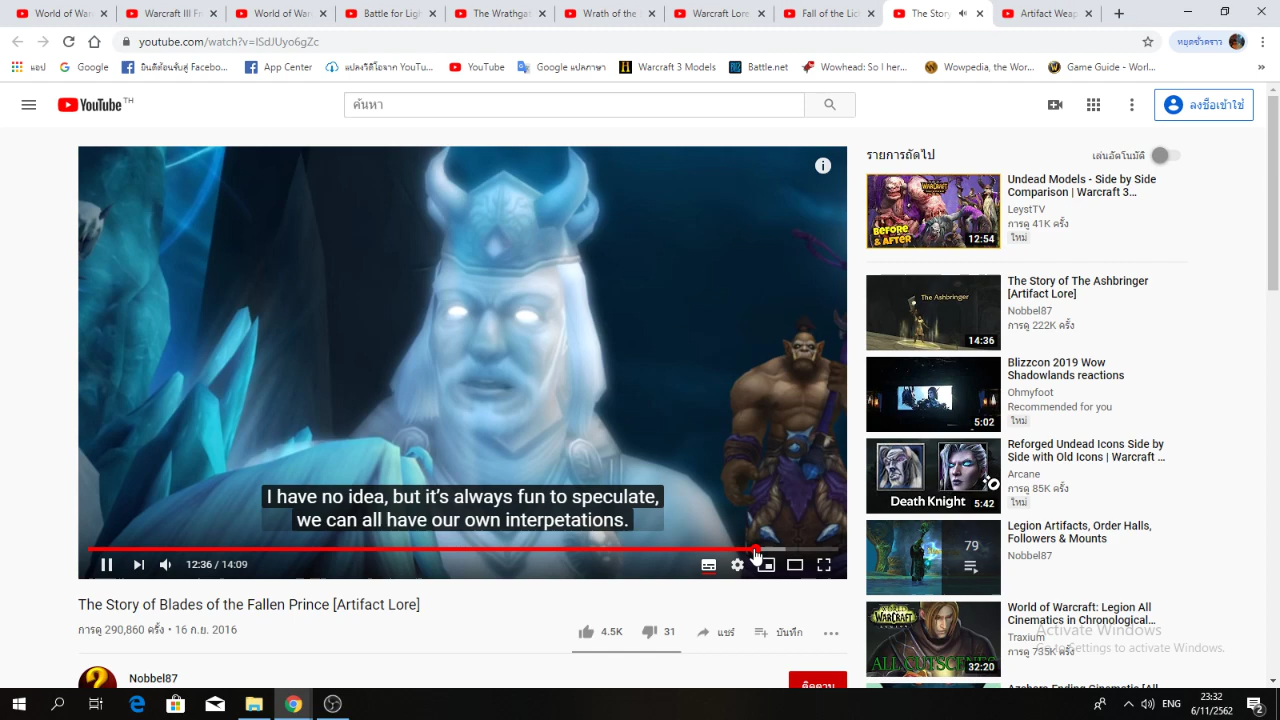 World of War
Warcraft III Fr
World of War
World of War
Battle for Ligh
The Wrathgat
Wrath of the
Warcraft Lore
Fall of the Lic
The Story
Artifact Weap
youtube.com/watch?v=ISdJUyo6gZc
หยุดชั่วคราว
แอป
Google
ยินดีต้อนรับสู่ Facebo...
App Center
แปลงวิดีโอจาก YouTu...
YouTube
Google แปลภาษา
Warcraft 3 Models
Battle.net
Wowhead: So I her...
Wowpedia, the Wor...
Game Guide - Worl...
»
YouTube TH
ค้นหา
ลงชื่อเข้าใช้
I have no idea, but it's always fun to speculate,
we can all have our own interpetations.
12:36 / 14:09
The Story of Blades of the Fallen Prince [Artifact Lore]
การดู 290,860 ครั้ง • 16 ก.ย. 2016
4.5K
31
แชร์
บันทึก
Nobbel87
ติดตาม
รายการถัดไป
เล่นอัตโนมัติ
WARCRAFT
BEFORE
& AFTER
12:54
Undead Models - Side by Side
Comparison | Warcraft 3...
LeystTV
การดู 41K ครั้ง
ใหม่
The Ashbringer
14:36
The Story of The Ashbringer
[Artifact Lore]
Nobbel87
การดู 222K ครั้ง
5:02
Blizzcon 2019 Wow
Shadowlands reactions
Ohmyfoot
Recommended for you
ใหม่
Death Knight
5:42
Reforged Undead Icons Side by
Side with Old Icons | Warcraft ...
Arcane
การดู 85K ครั้ง
ใหม่
79
Legion Artifacts, Order Halls,
Followers & Mounts
Nobbel87
WORLD WARCRAFT
ALL CUTSCENES
32:20
World of Warcraft: Legion All
Cinematics in Chronological...
Traxium
การดู 735K ครั้ง
Activate Windows
Go to Settings to activate Windows.
ENG
23:32
6/11/2562
2